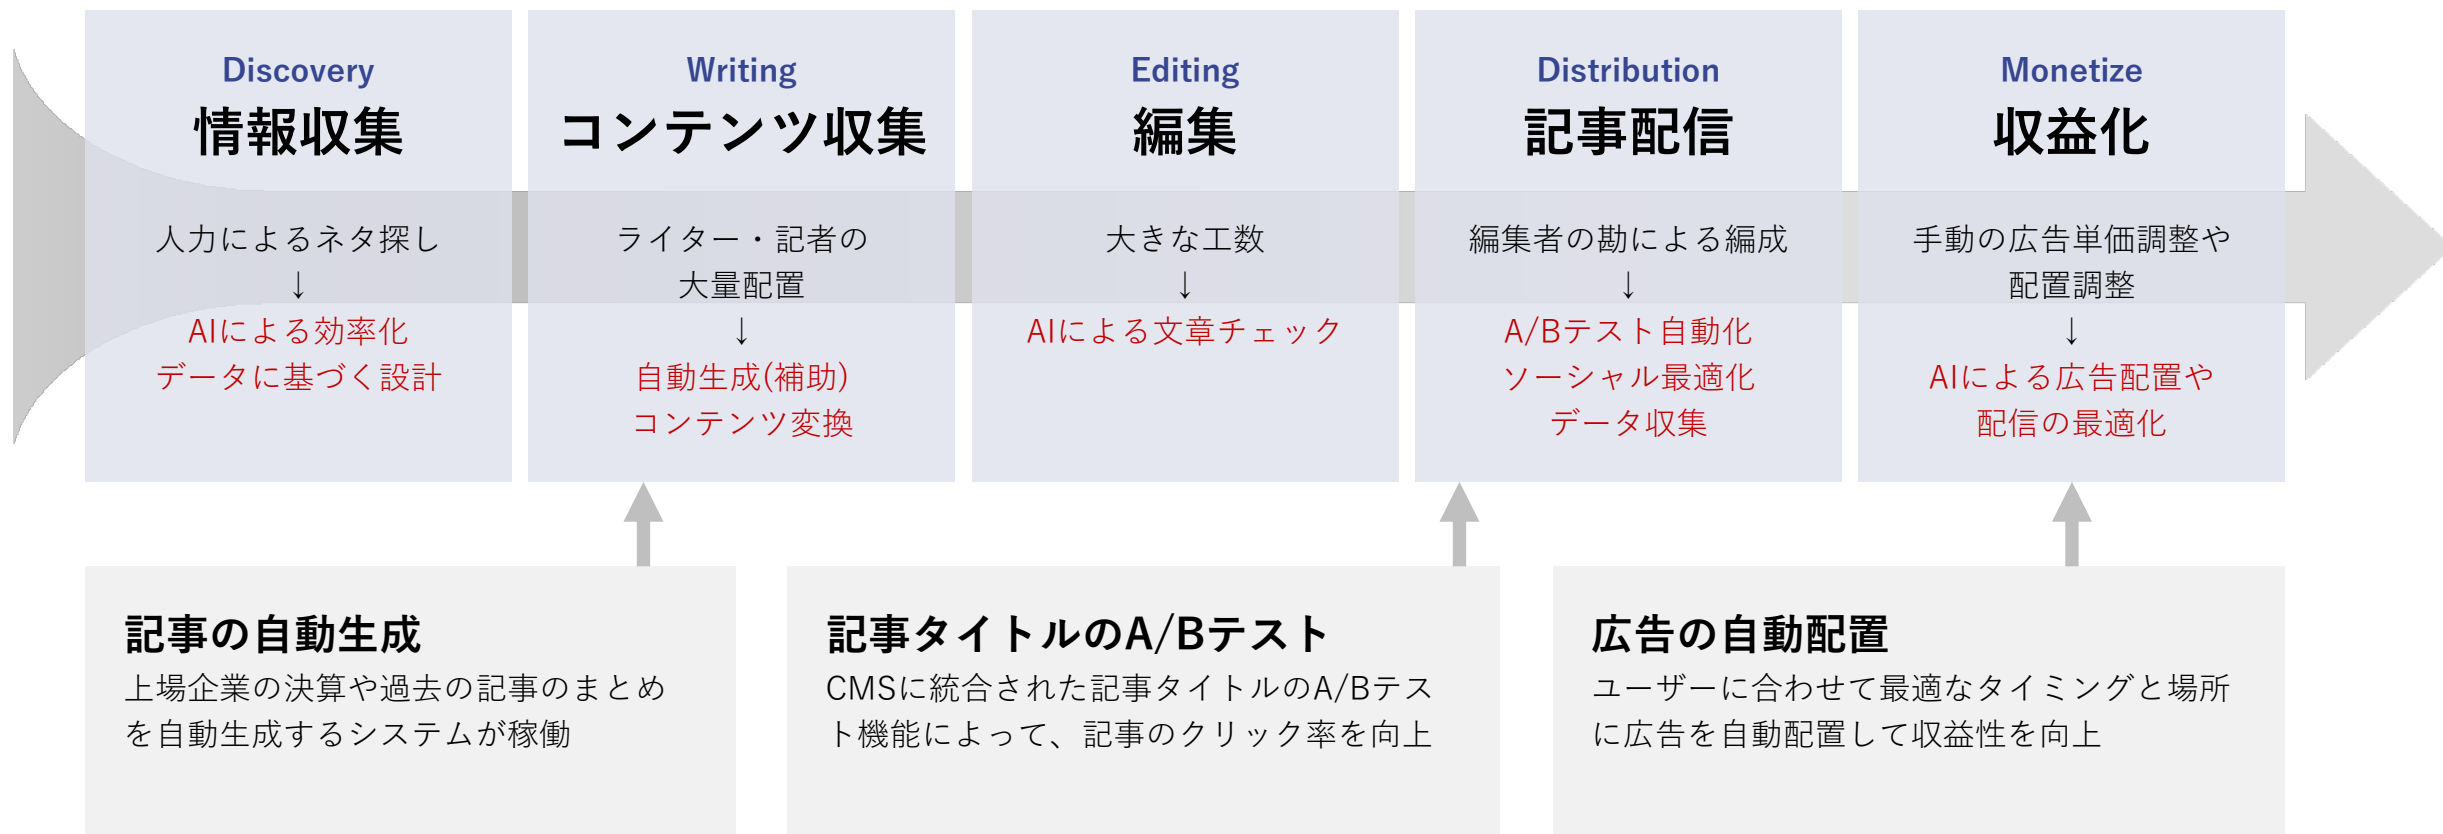 Discovery
情報収集
人力によるネタ探し
↓
AIによる効率化
データに基づく設計
Writing
コンテンツ収集
ライター・記者の
大量配置
↓
自動生成(補助)
コンテンツ変換
Editing
編集
大きな工数
↓
AIによる文章チェック
Distribution
記事配信
編集者の勘による編成
↓
A/Bテスト自動化
ソーシャル最適化
データ収集
Monetize
収益化
手動の広告単価調整や
配置調整
↓
AIによる広告配置や
配信の最適化
記事の自動生成
上場企業の決算や過去の記事のまとめ
を自動生成するシステムが稼働
記事タイトルのA/Bテスト
CMSに統合された記事タイトルのA/Bテス
ト機能によって、記事のクリック率を向上
広告の自動配置
ユーザーに合わせて最適なタイミングと場所
に広告を自動配置して収益性を向上